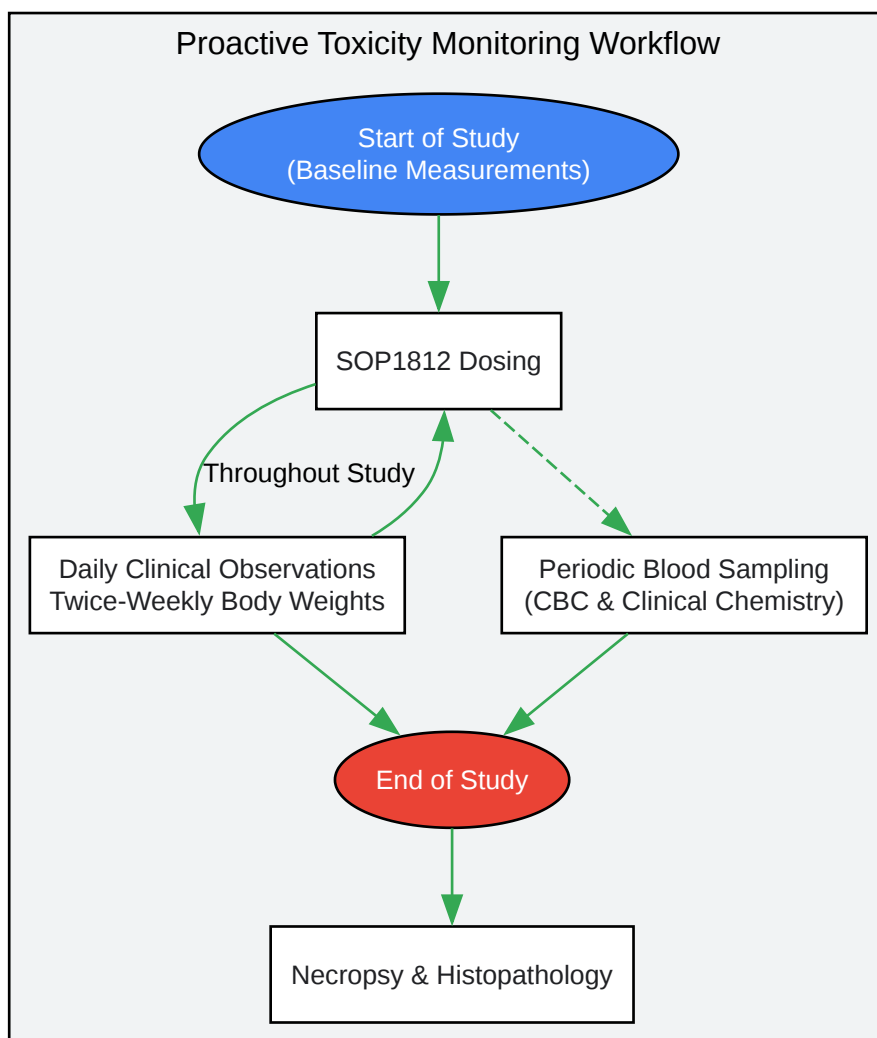 Proactive Toxicity Monitoring Workflow
Start of Study
(Baseline Measurements)
SOP1812 Dosing
Throughout Study
Daily Clinical Observations
Twice-Weekly Body Weights
Periodic Blood Sampling
(CBC & Clinical Chemistry)
End of Study
Necropsy & Histopathology